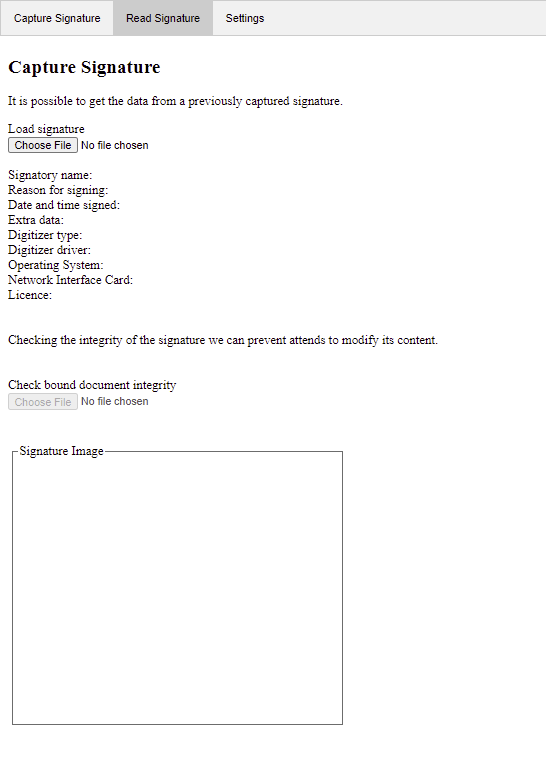 Capture Signature Read Signature Settings
Capture Signature
It is possible to get the data from a previously captured signature.
Load signature
Choose File No file chosen
Signatory name:
Reason for signing:
Date and time signed:
Extra data:
Digitizer type:
Digitizer driver:
Operating System:
Network Interface Card:
Licence:
Checking the integrity of the signature we can prevent attends to modify its content.
Check bound document integrity
Choose File No file chosen
Signature Image